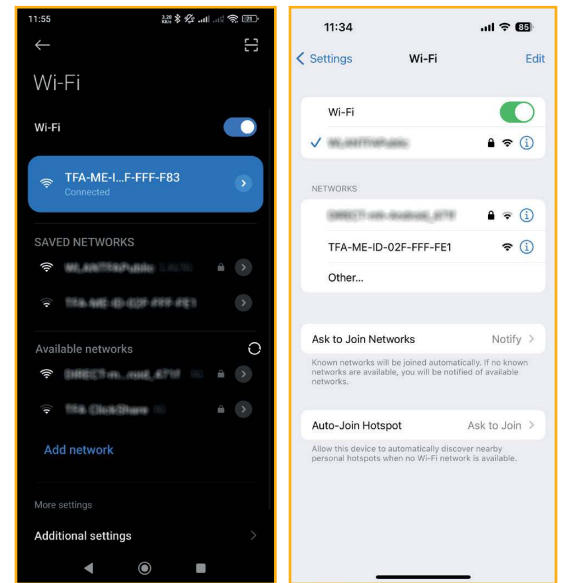 11:55
Wi-Fi
Wi-Fi
TFA-ME-I...F-FFF-F83
Connected
SAVED NETWORKS
Available networks
Add network
More settings
Additional settings
11:34
85
Settings
Wi-Fi
Edit
Wi-Fi
NETWORKS
TFA-ME-ID-02F-FFF-FE1
Other...
Ask to Join Networks
Notify
Known networks will be joined automatically. If no known
networks are available, you will be notified of available
networks.
Auto-Join Hotspot
Ask to Join
Allow this device to automatically discover nearby
personal hotspots when no Wi-Fi network is available.